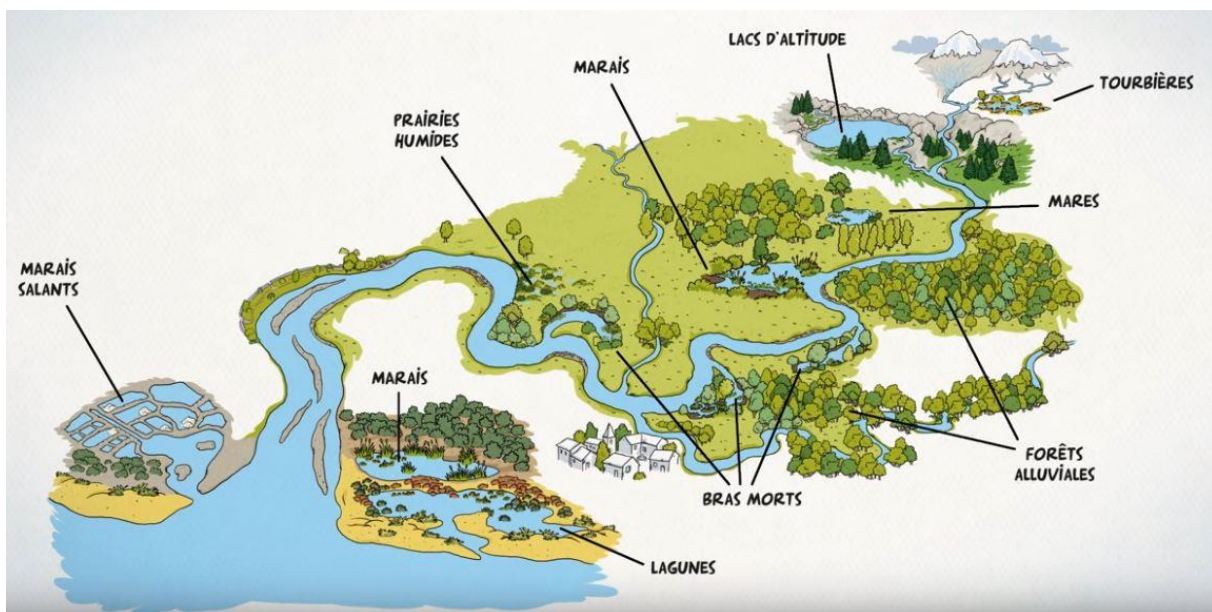 LACS D'ALTITUDE
MARAIS
TOURBIÈRES
PRAIRIES
HUMIDES
MARES
MARAIS
SALANTS
MARAIS
FORÊTS
ALLUVIALES
BRAS MORTS
LAGUNES